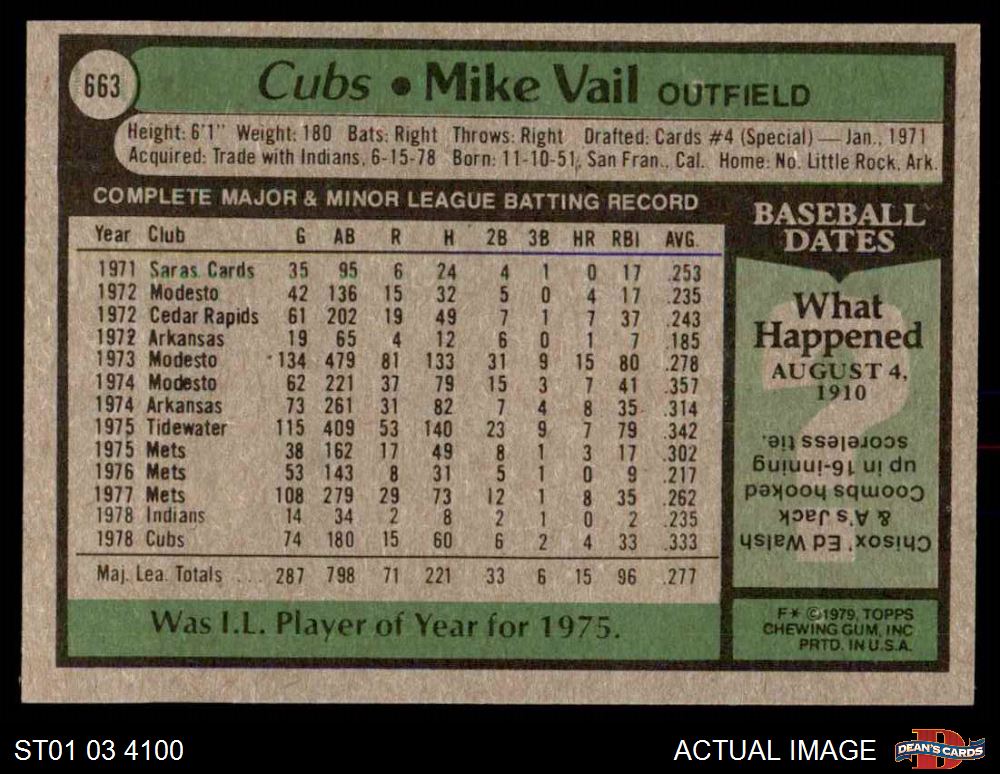 663
Cubs • Mike Vail OUTFIELD
Height: 6'1" Weight: 180 Bats: Right Throws: Right Drafted: Cards #4 (Special) — Jan., 1971
Acquired: Trade with Indians, 6-15-78 Born: 11-10-51, San Fran., Cal. Home: No. Little Rock, Ark.
COMPLETE MAJOR & MINOR LEAGUE BATTING RECORD
Year Club G AB R H 2B 3B HR RBI AVG.
1971 Saras. Cards 35 95 6 24 4 1 0 17 .253
1972 Modesto 42 136 15 32 5 0 4 17 .235
1972 Cedar Rapids 61 202 19 49 7 1 7 37 .243
1972 Arkansas 19 65 4 12 6 0 1 7 .185
1973 Modesto 134 479 81 133 31 9 15 80 .278
1974 Modesto 62 221 37 79 15 3 7 41 .357
1974 Arkansas 73 261 31 82 7 4 8 35 .314
1975 Tidewater 115 409 53 140 23 9 7 79 .342
1975 Mets 38 162 17 49 8 1 3 17 .302
1976 Mets 53 143 8 31 5 1 0 9 .217
1977 Mets 108 279 29 73 12 1 8 35 .262
1978 Indians 14 34 2 8 2 1 0 2 .235
1978 Cubs 74 180 15 60 6 2 4 33 .333
Maj. Lea. Totals ... 287 798 71 221 33 6 15 96 .277
Was I.L. Player of Year for 1975.
BASEBALL
DATES
What
Happened
AUGUST 4,
1910
?
Chisox' Ed Walsh
& A's Jack
Coombs hooked
up in 16-inning
scoreless tie.
F* ©1979, TOPPS
CHEWING GUM, INC
PRTD. IN U.S.A.
ST01 03 4100
ACTUAL IMAGE
D
DEAN'S CARDS